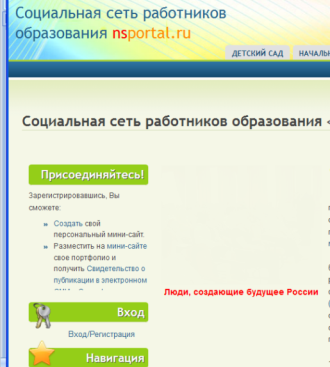 Социальная сеть работников
образования nsportal.ru
ДЕТСКИЙ САД
Социальная сеть работников образования
Присоединяйтесь!
Зарегистрировавшись, Вы
сможете:
» Создать свой
персональный мини-сайт.
» Разместить на мини-сайте
свое портфолио и
получить Свидетельство о
публикации в электронном
Люди, создающие будущее России
Вход
Вход/Регистрация
Навигация